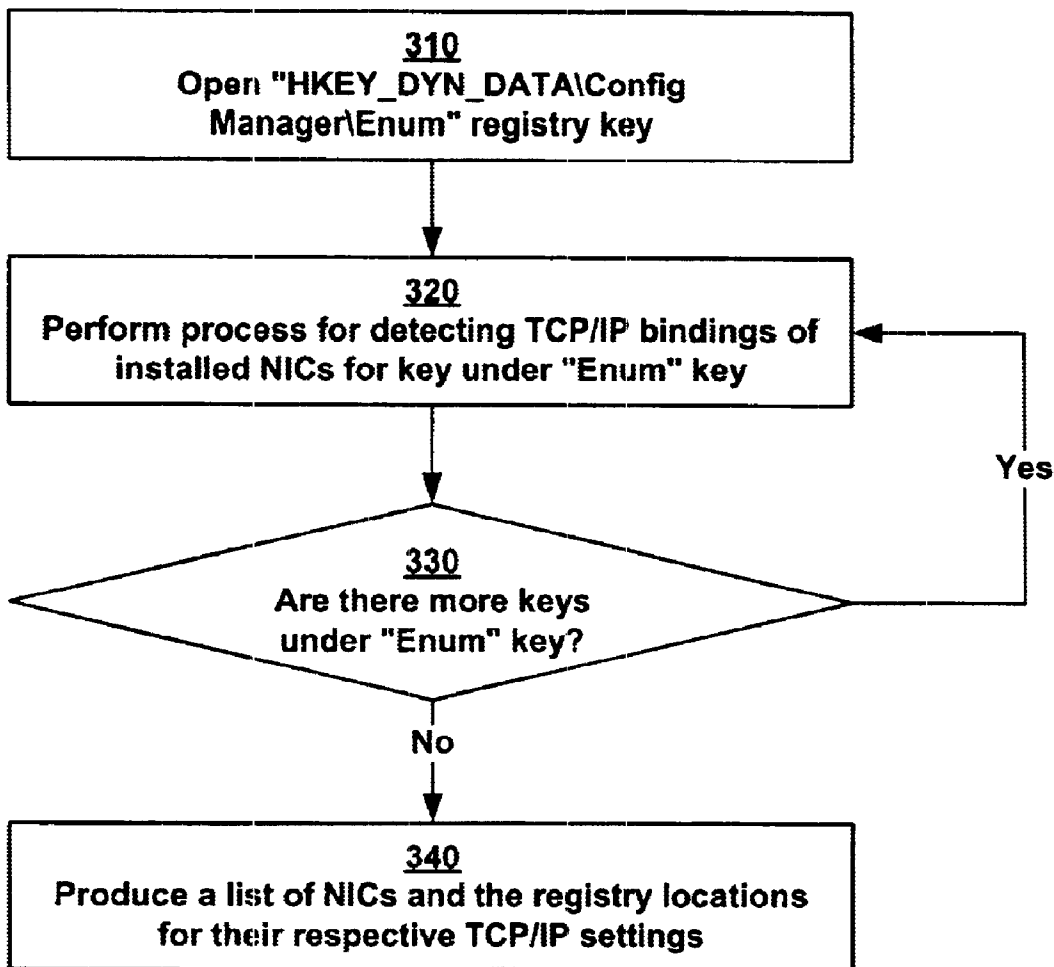 310
Open "HKEY_DYN_DATA\Config
Manager\Enum" registry key
320
Perform process for detecting TCP/IP bindings of
installed NICs for key under "Enum" key
Yes
330
Are there more keys
under "Enum" key?
No
340
Produce a list of NICs and the registry locations
for their respective TCP/IP settings